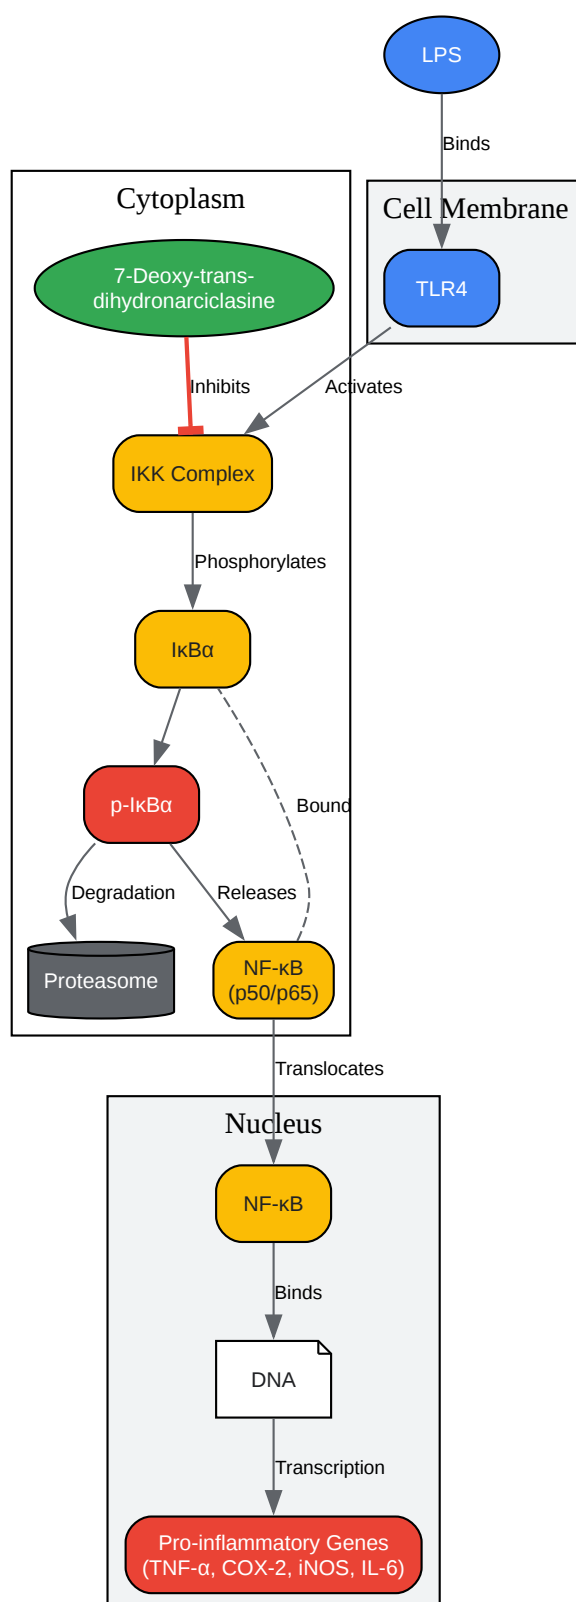 LPS
Binds
Cytoplasm
Cell Membrane
7-Deoxy-trans-
dihydronarciclasine
TLR4
Inhibits
Activates
IKK Complex
Phosphorylates
IκBα
p-IκBα
Bound
Degradation
Releases
Proteasome
NF-κB
(p50/p65)
Translocates
Nucleus
NF-κB
Binds
DNA
Transcription
Pro-inflammatory Genes
(TNF-α, COX-2, iNOS, IL-6)